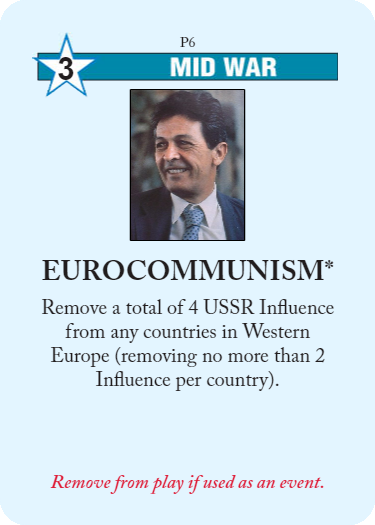 P6
3
MID WAR
EUROCOMMUNISM*
Remove a total of 4 USSR Influence
from any countries in Western
Europe (removing no more than 2
Influence per country).
Remove from play if used as an event.